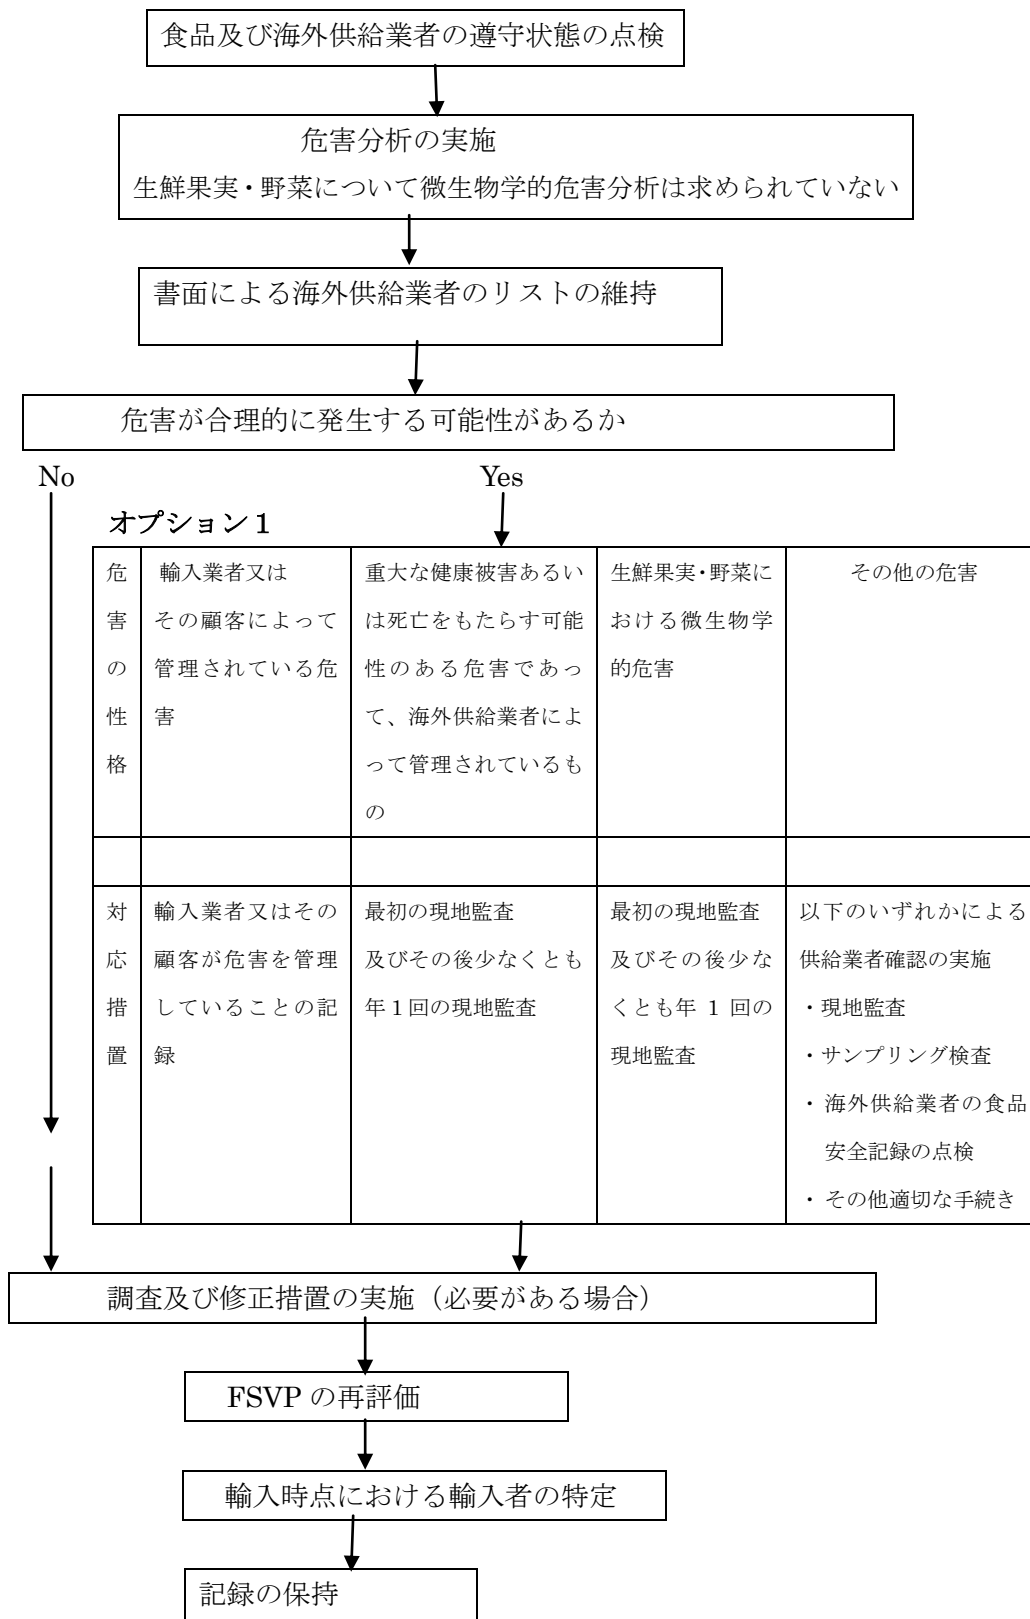 食品及び海外供給業者の遵守状態の点検
危害分析の実施
生鮮果実・野菜について微生物学的危害分析は求められていない
書面による海外供給業者のリストの維持
危害が合理的に発生する可能性があるか
No
Yes
オプション1
危
害
の
性
格
輸入業者又は
その顧客によって
管理されている危
害
重大な健康被害あるい
は死亡をもたらす可能
性のある危害であっ
て、海外供給業者によ
って管理されているも
の
生鮮果実・野菜に
おける微生物学
的危害
その他の危害
対
応
措
置
輸入業者又はその
顧客が危害を管理
していることの記
録
最初の現地監査
及びその後少なくとも
年1回の現地監査
最初の現地監査
及びその後少な
くとも年 1 回の
現地監査
以下のいずれかによる
供給業者確認の実施
・現地監査
・サンプリング検査
・海外供給業者の食品
安全記録の点検
・その他適切な手続き
調査及び修正措置の実施（必要がある場合）
FSVP の再評価
輸入時点における輸入者の特定
記録の保持